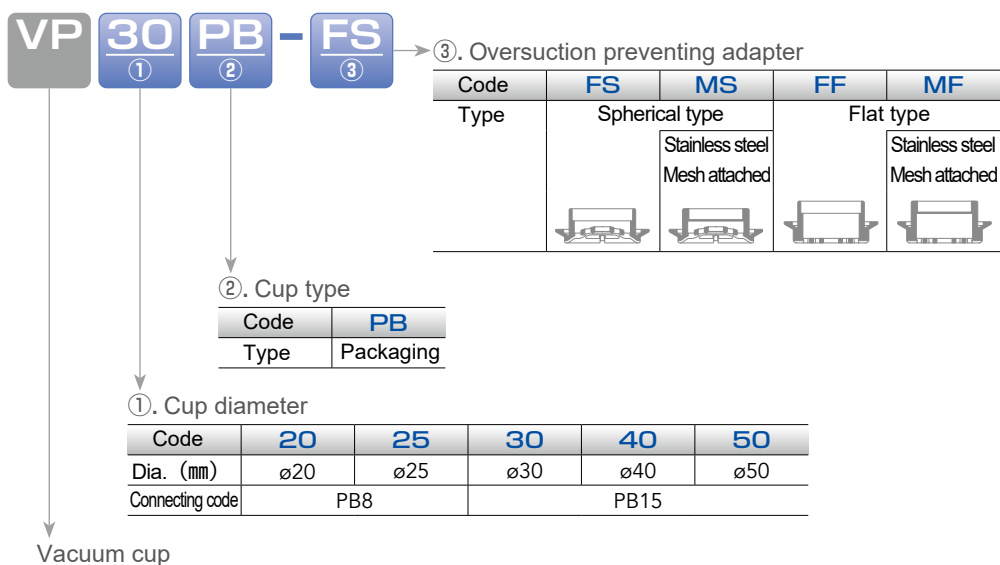 VP 30 PB - FS
① ② ③
③. Oversuction preventing adapter
Code FS MS FF MF
Type Spherical type Flat type
Stainless steel Stainless steel
Mesh attached Mesh attached
②. Cup type
Code PB
Type Packaging
①. Cup diameter
Code 20 25 30 40 50
Dia.（㎜） ø20 ø25 ø30 ø40 ø50
Connecting code PB8 PB15
Vacuum cup